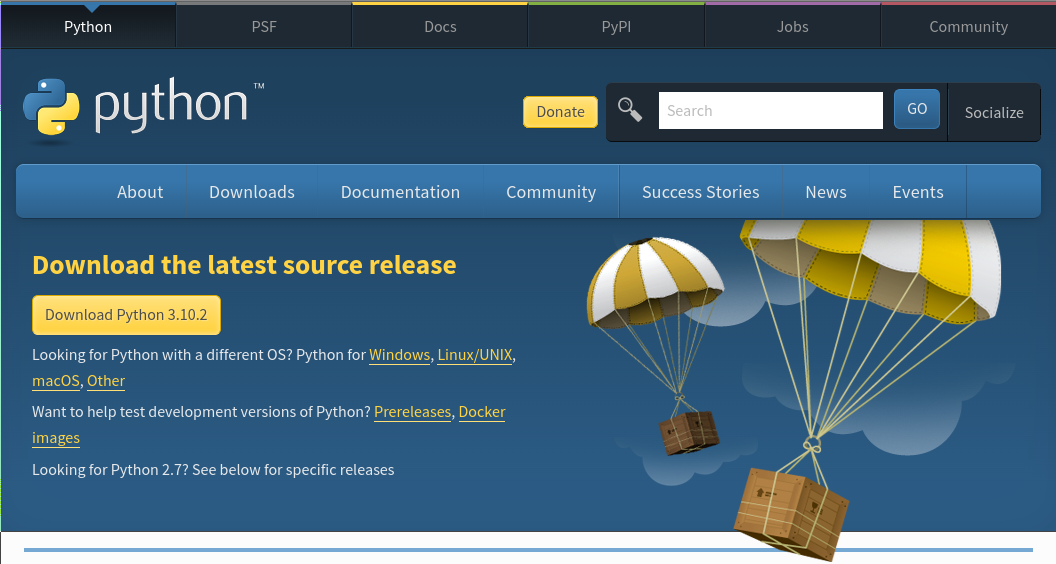 Python PSF Docs PyPI Jobs Community
python™
Donate Search GO Socialize
About Downloads Documentation Community Success Stories News Events
Download the latest source release
Download Python 3.10.2
Looking for Python with a different OS? Python for Windows, Linux/UNIX,
macOS, Other
Want to help test development versions of Python? Prereleases, Docker
images
Looking for Python 2.7? See below for specific releases